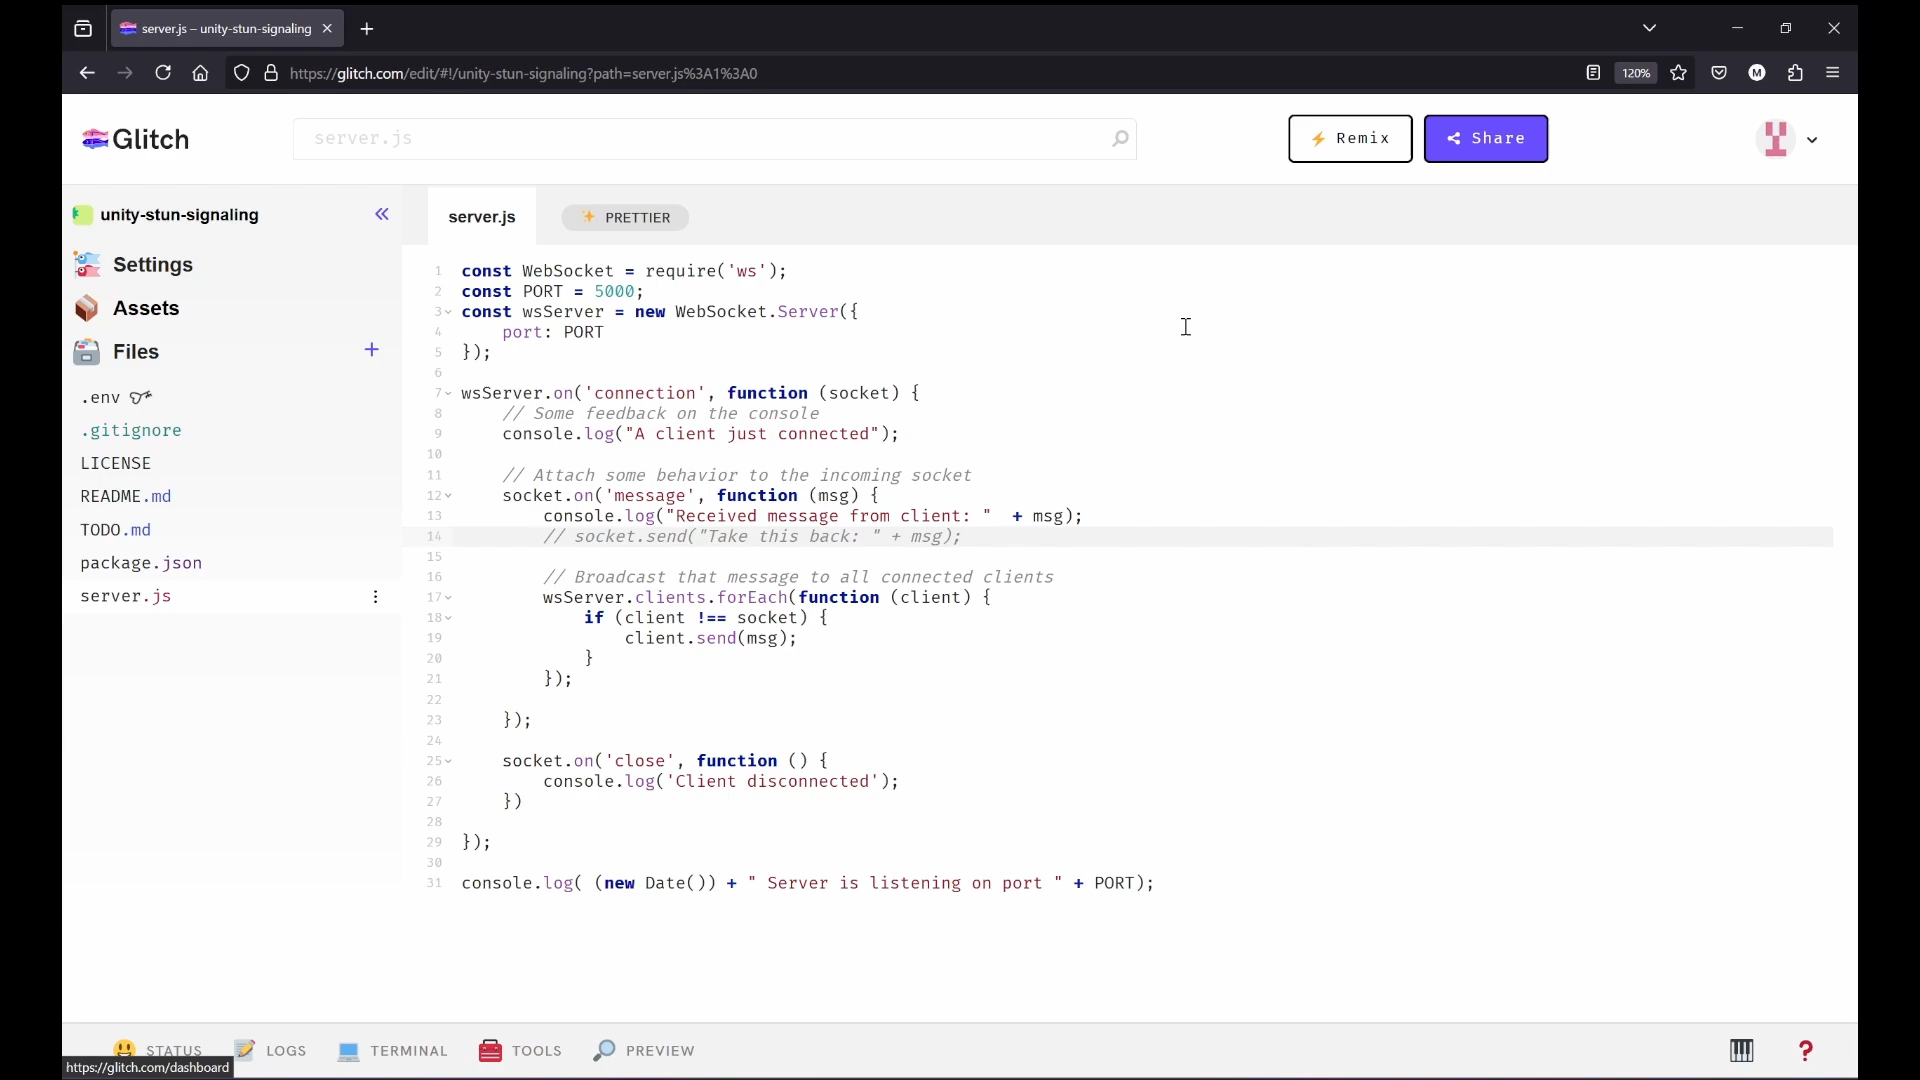 server.js – unity-stun-signaling
https://glitch.com/edit/#!/unity-stun-signaling?path=server.js%3A1%3A0
120%
M
Glitch
server.js
Remix
Share
unity-stun-signaling
Settings
Assets
Files
.env
.gitignore
LICENSE
README.md
TODO.md
package.json
server.js
server.js
PRETTIER
1 const WebSocket = require('ws');
2 const PORT = 5000;
3 const wsServer = new WebSocket.Server({
4     port: PORT
5 });
6
7 wsServer.on('connection', function (socket) {
8     // Some feedback on the console
9     console.log("A client just connected");
10
11     // Attach some behavior to the incoming socket
12     socket.on('message', function (msg) {
13         console.log("Received message from client: "  + msg);
14         // socket.send("Take this back: " + msg);
15
16         // Broadcast that message to all connected clients
17         wsServer.clients.forEach(function (client) {
18             if (client !== socket) {
19                 client.send(msg);
20             }
21         });
22
23     });
24
25     socket.on('close', function () {
26         console.log('Client disconnected');
27     })
28
29 });
30
31 console.log( (new Date()) + " Server is listening on port " + PORT);
STATUS
LOGS
TERMINAL
TOOLS
PREVIEW
?
https://glitch.com/dashboard